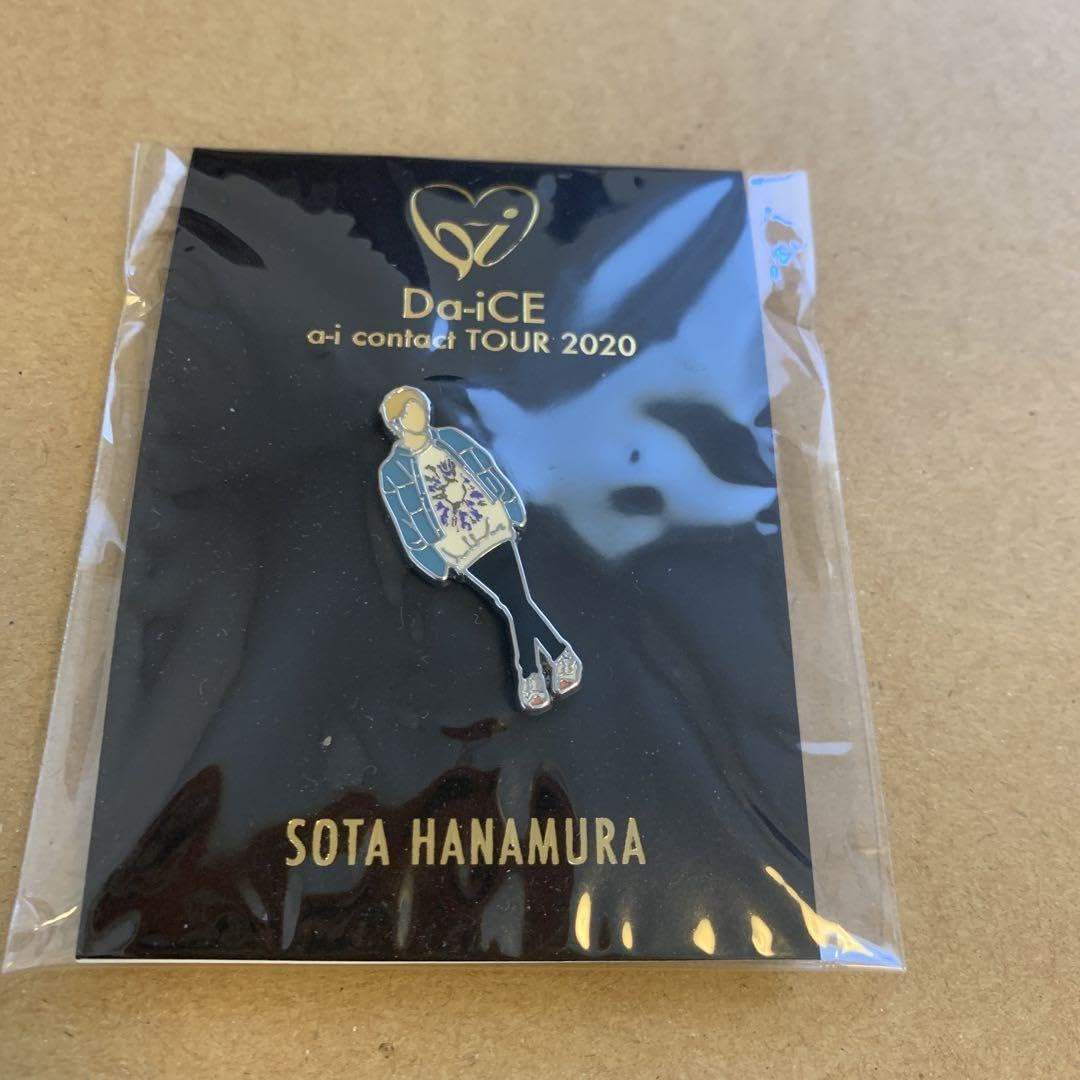 a-i
Da-iCE
a-i contact TOUR 2020
SOTA HANAMURA